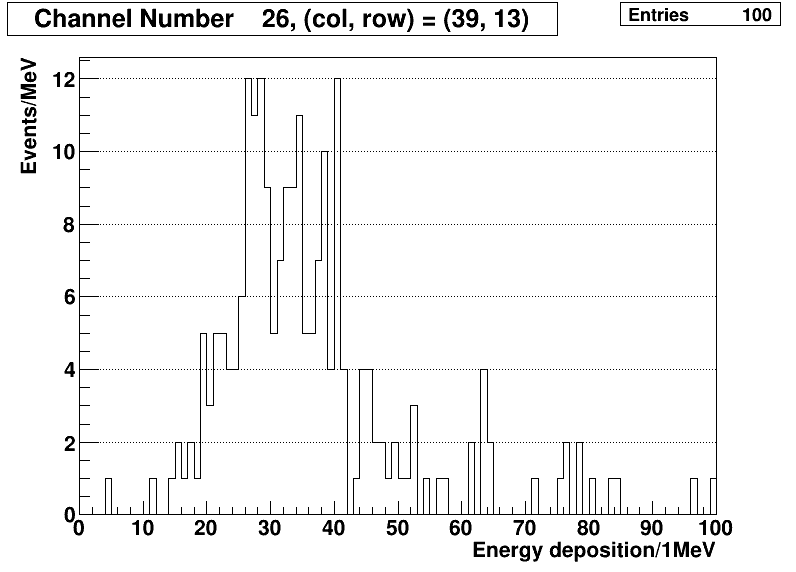 Channel Number 26, (col, row) = (39, 13)
Entries 100
Events/MeV
12
10
8
6
4
2
0
0 10 20 30 40 50 60 70 80 90 100
Energy deposition/1MeV